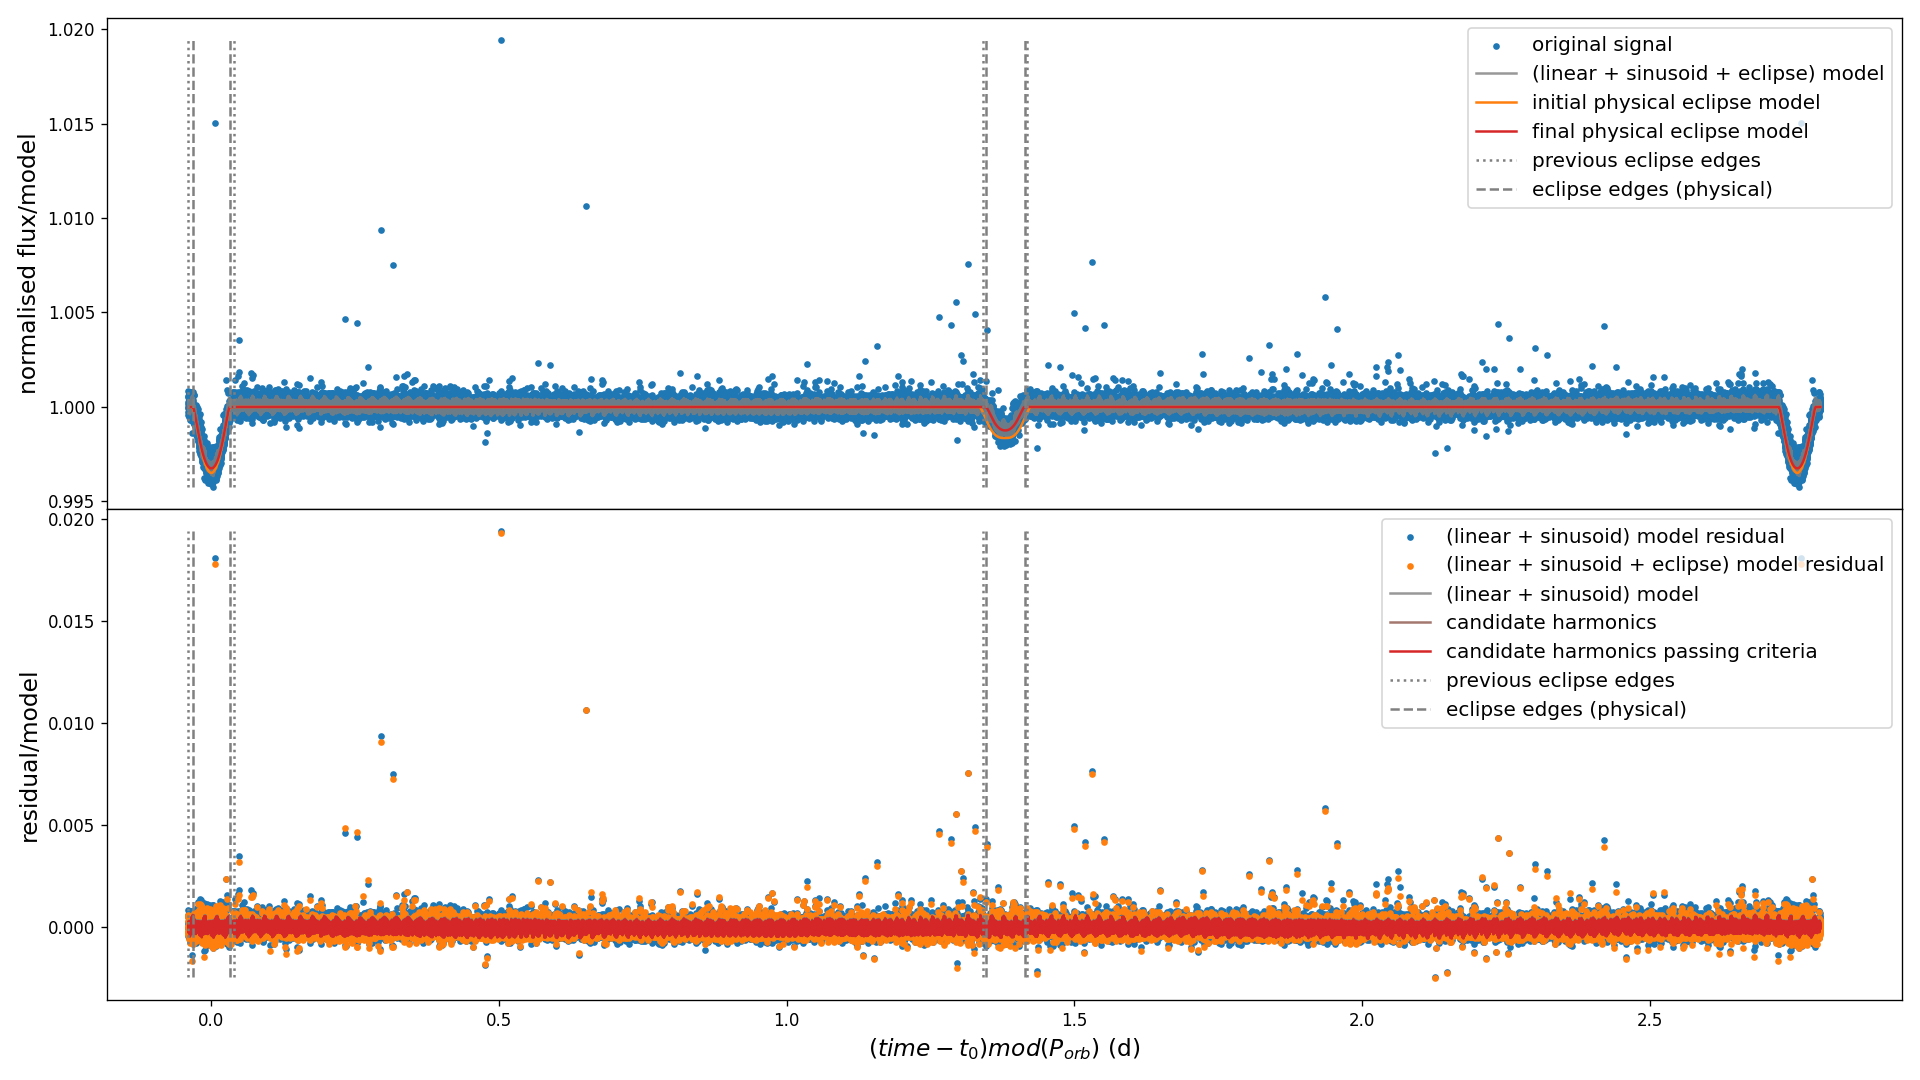 normalised flux/model
1.020
1.015
1.010
1.005
1.000
0.995
original signal
(linear + sinusoid + eclipse) model
initial physical eclipse model
final physical eclipse model
previous eclipse edges
eclipse edges (physical)
residual/model
0.020
0.015
0.010
0.005
0.000
(linear + sinusoid) model residual
(linear + sinusoid + eclipse) model residual
(linear + sinusoid) model
candidate harmonics
candidate harmonics passing criteria
previous eclipse edges
eclipse edges (physical)
0.0 0.5 1.0 1.5 2.0 2.5
(time − t₀)mod(P_orb) (d)